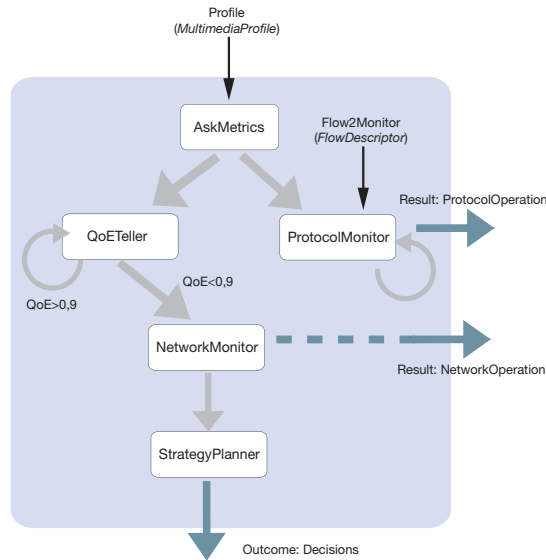 Profile
(MultimediaProfile)
AskMetrics
Flow2Monitor
(FlowDescriptor)
Result: ProtocolOperation
QoETeller
ProtocolMonitor
QoE<0,9
QoE>0,9
NetworkMonitor
Result: NetworkOperation
StrategyPlanner
Outcome: Decisions